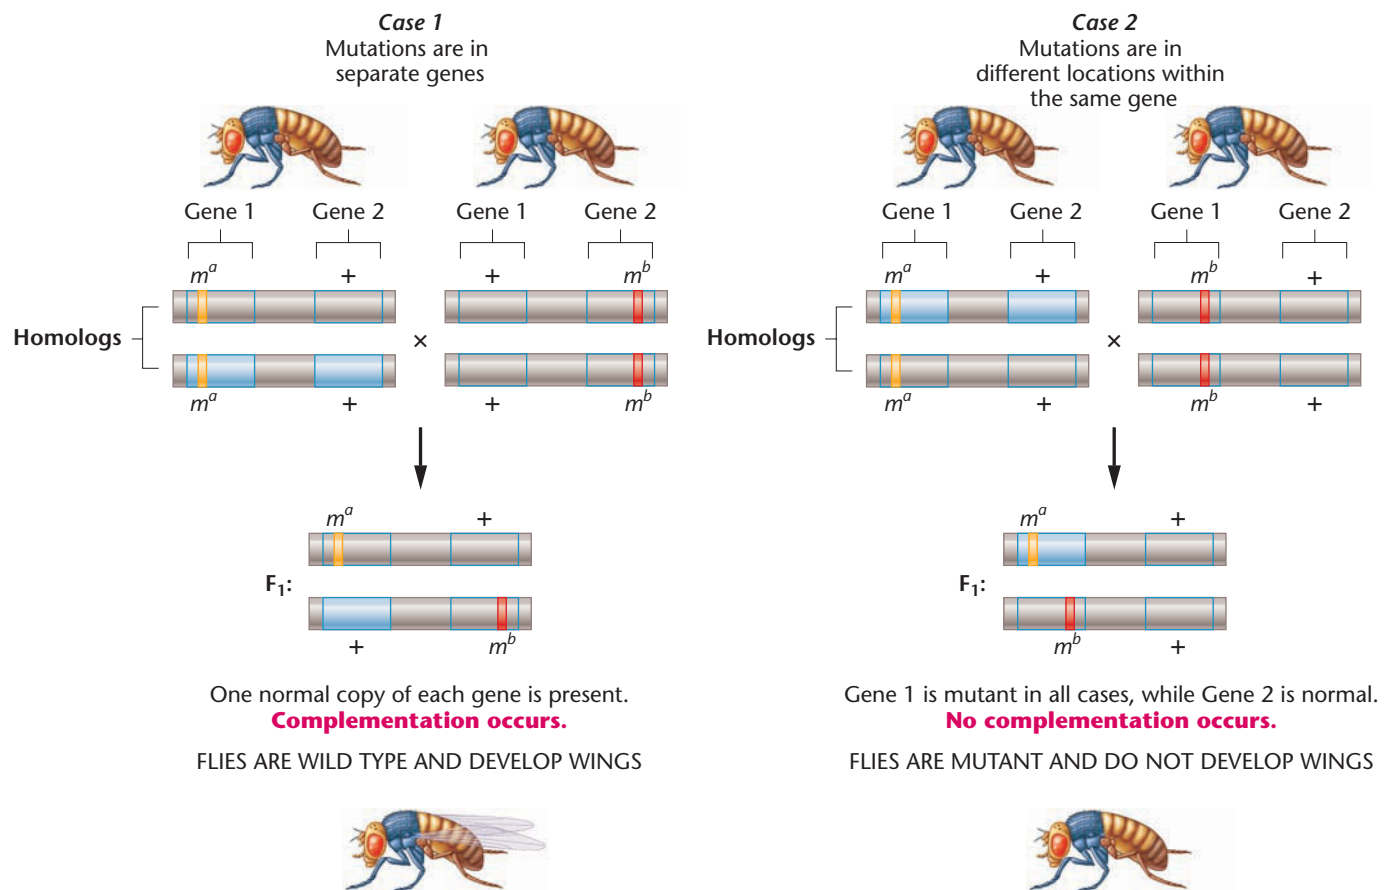 Case 1
Mutations are in
separate genes
Gene 1
Gene 2
Gene 1
Gene 2
mᵃ
+
+
mᵇ
Homologs
×
mᵃ
+
+
mᵇ
mᵃ
+
F₁:
+
mᵇ
One normal copy of each gene is present.
Complementation occurs.
FLIES ARE WILD TYPE AND DEVELOP WINGS
Case 2
Mutations are in
different locations within
the same gene
Gene 1
Gene 2
Gene 1
Gene 2
mᵃ
+
mᵇ
+
Homologs
×
mᵃ
+
mᵇ
+
mᵃ
+
F₁:
mᵇ
+
Gene 1 is mutant in all cases, while Gene 2 is normal.
No complementation occurs.
FLIES ARE MUTANT AND DO NOT DEVELOP WINGS